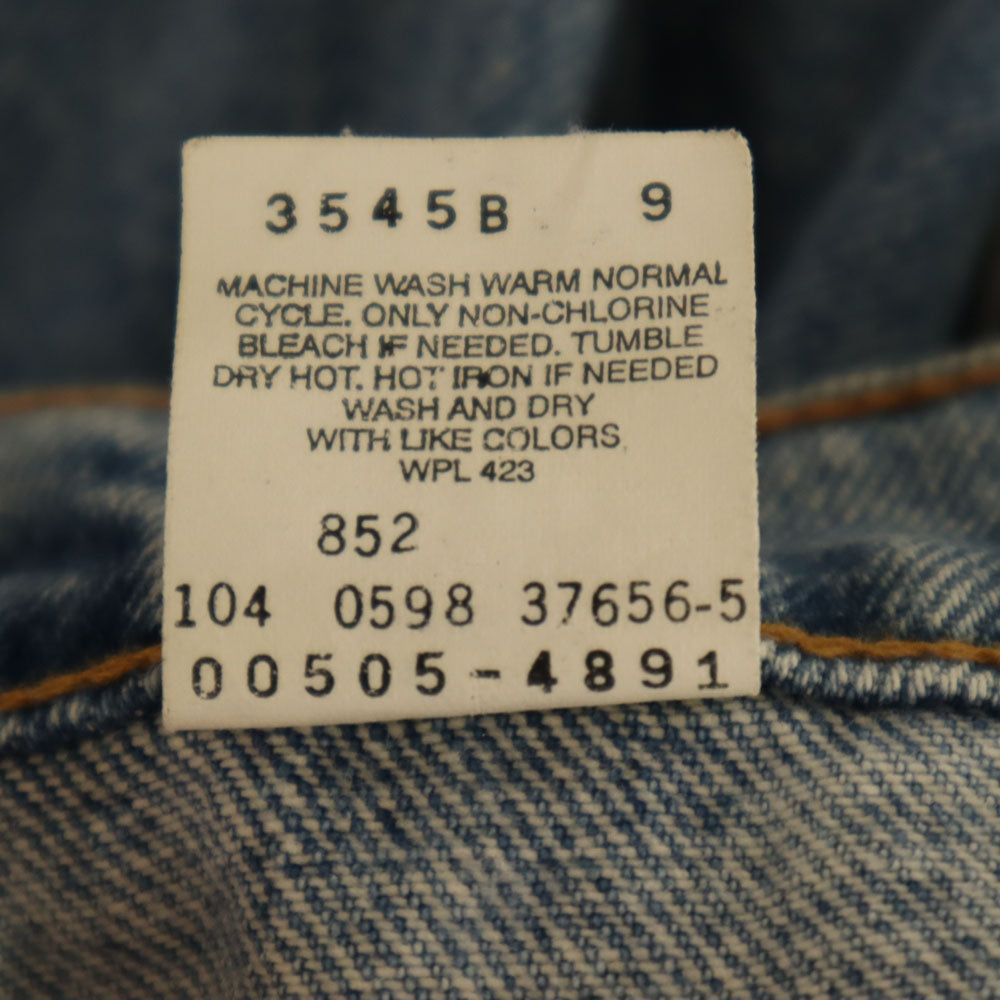 3545B 9
MACHINE WASH WARM NORMAL
CYCLE. ONLY NON-CHLORINE
BLEACH IF NEEDED. TUMBLE
DRY HOT. HOT IRON IF NEEDED
WASH AND DRY
WITH LIKE COLORS
WPL 423
852
104 0598 37656-5
00505-4891